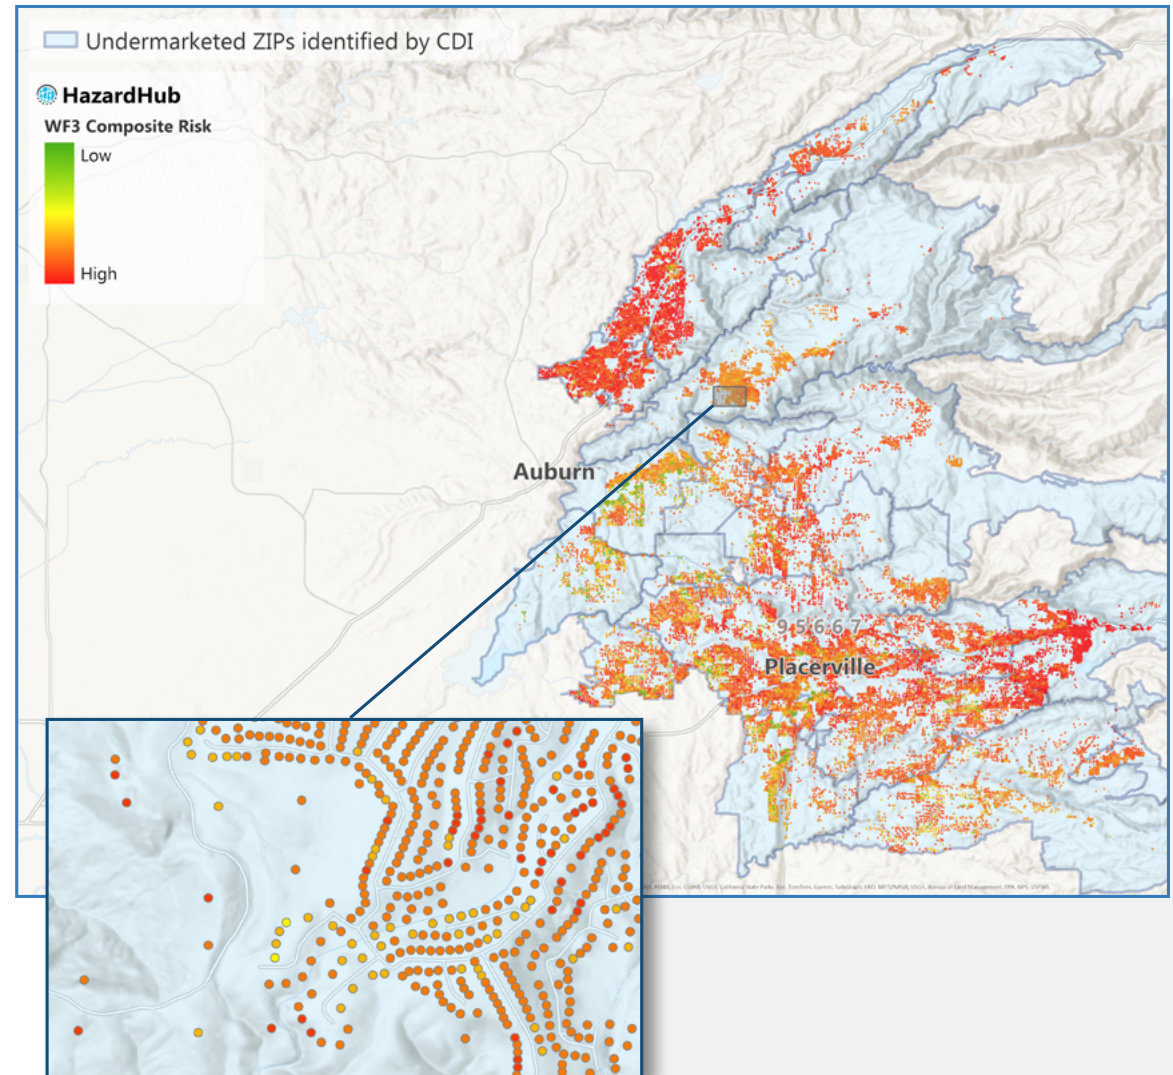 Undermarketed ZIPs identified by CDI
HazardHub
WF3 Composite Risk
Low
High
Auburn
95667
Placerville